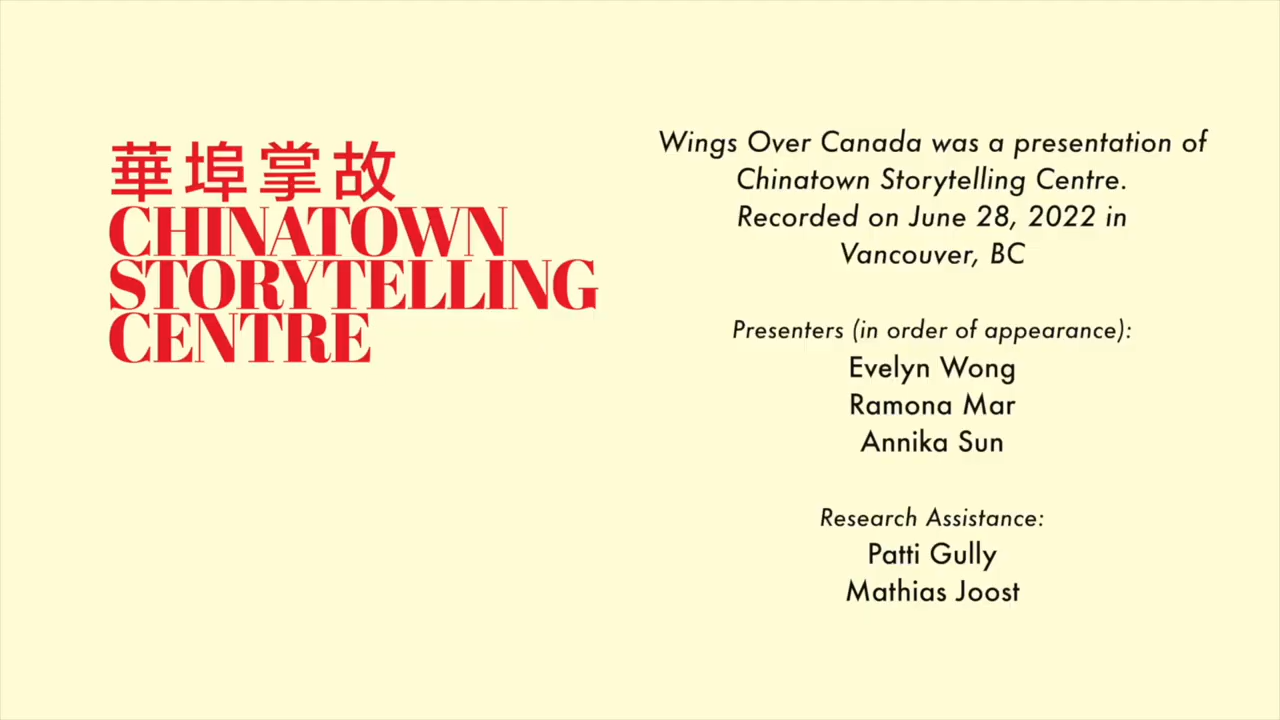 華埠掌故
CHINATOWN
STORYTELLING
CENTRE
Wings Over Canada was a presentation of
Chinatown Storytelling Centre.
Recorded on June 28, 2022 in
Vancouver, BC
Presenters (in order of appearance):
Evelyn Wong
Ramona Mar
Annika Sun
Research Assistance:
Patti Gully
Mathias Joost